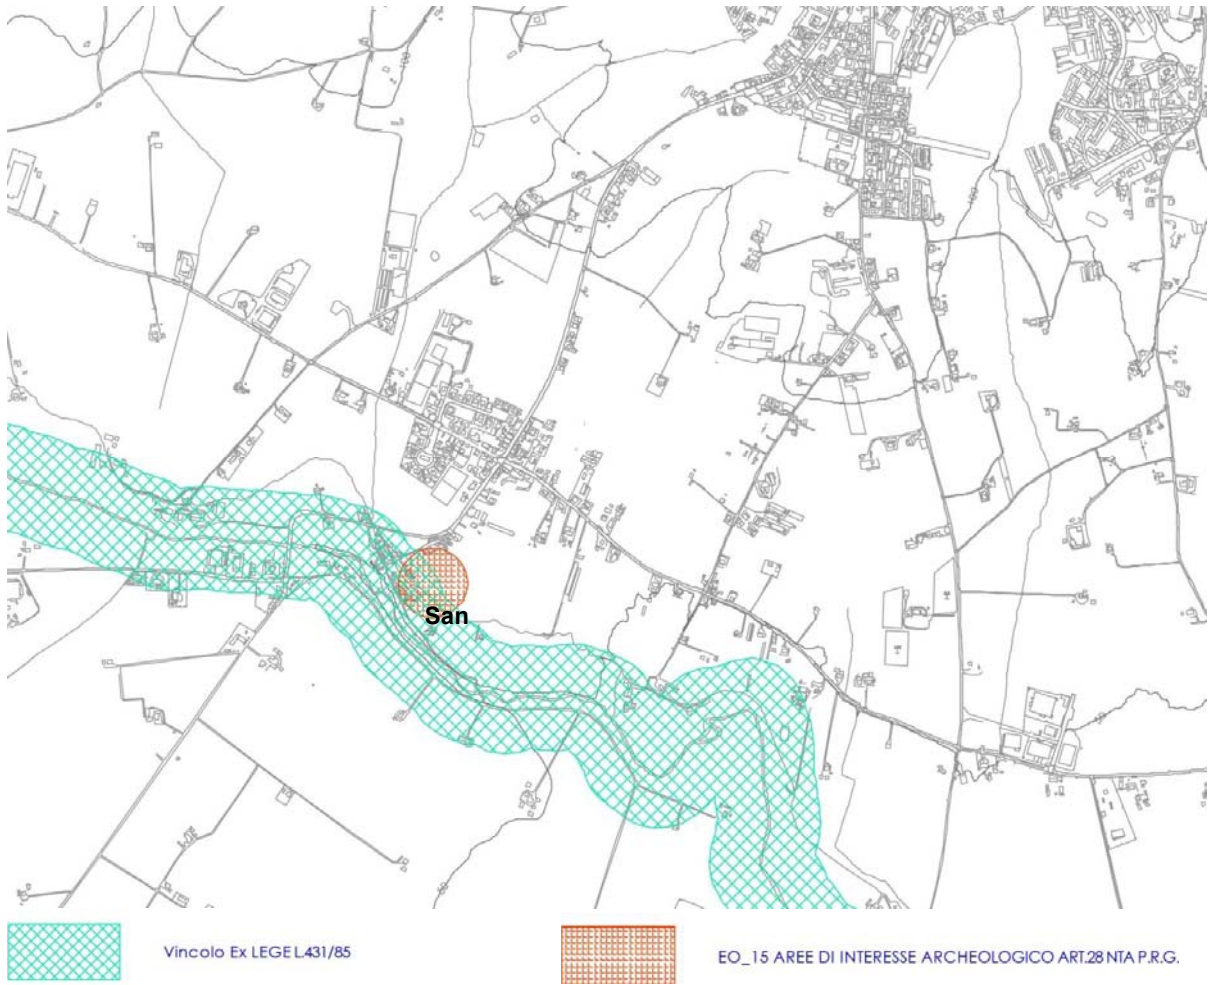 San
Vincolo Ex LEGE L.431/85
EO_15 AREE DI INTERESSE ARCHEOLOGICO ART.28 NTA P.R.G.